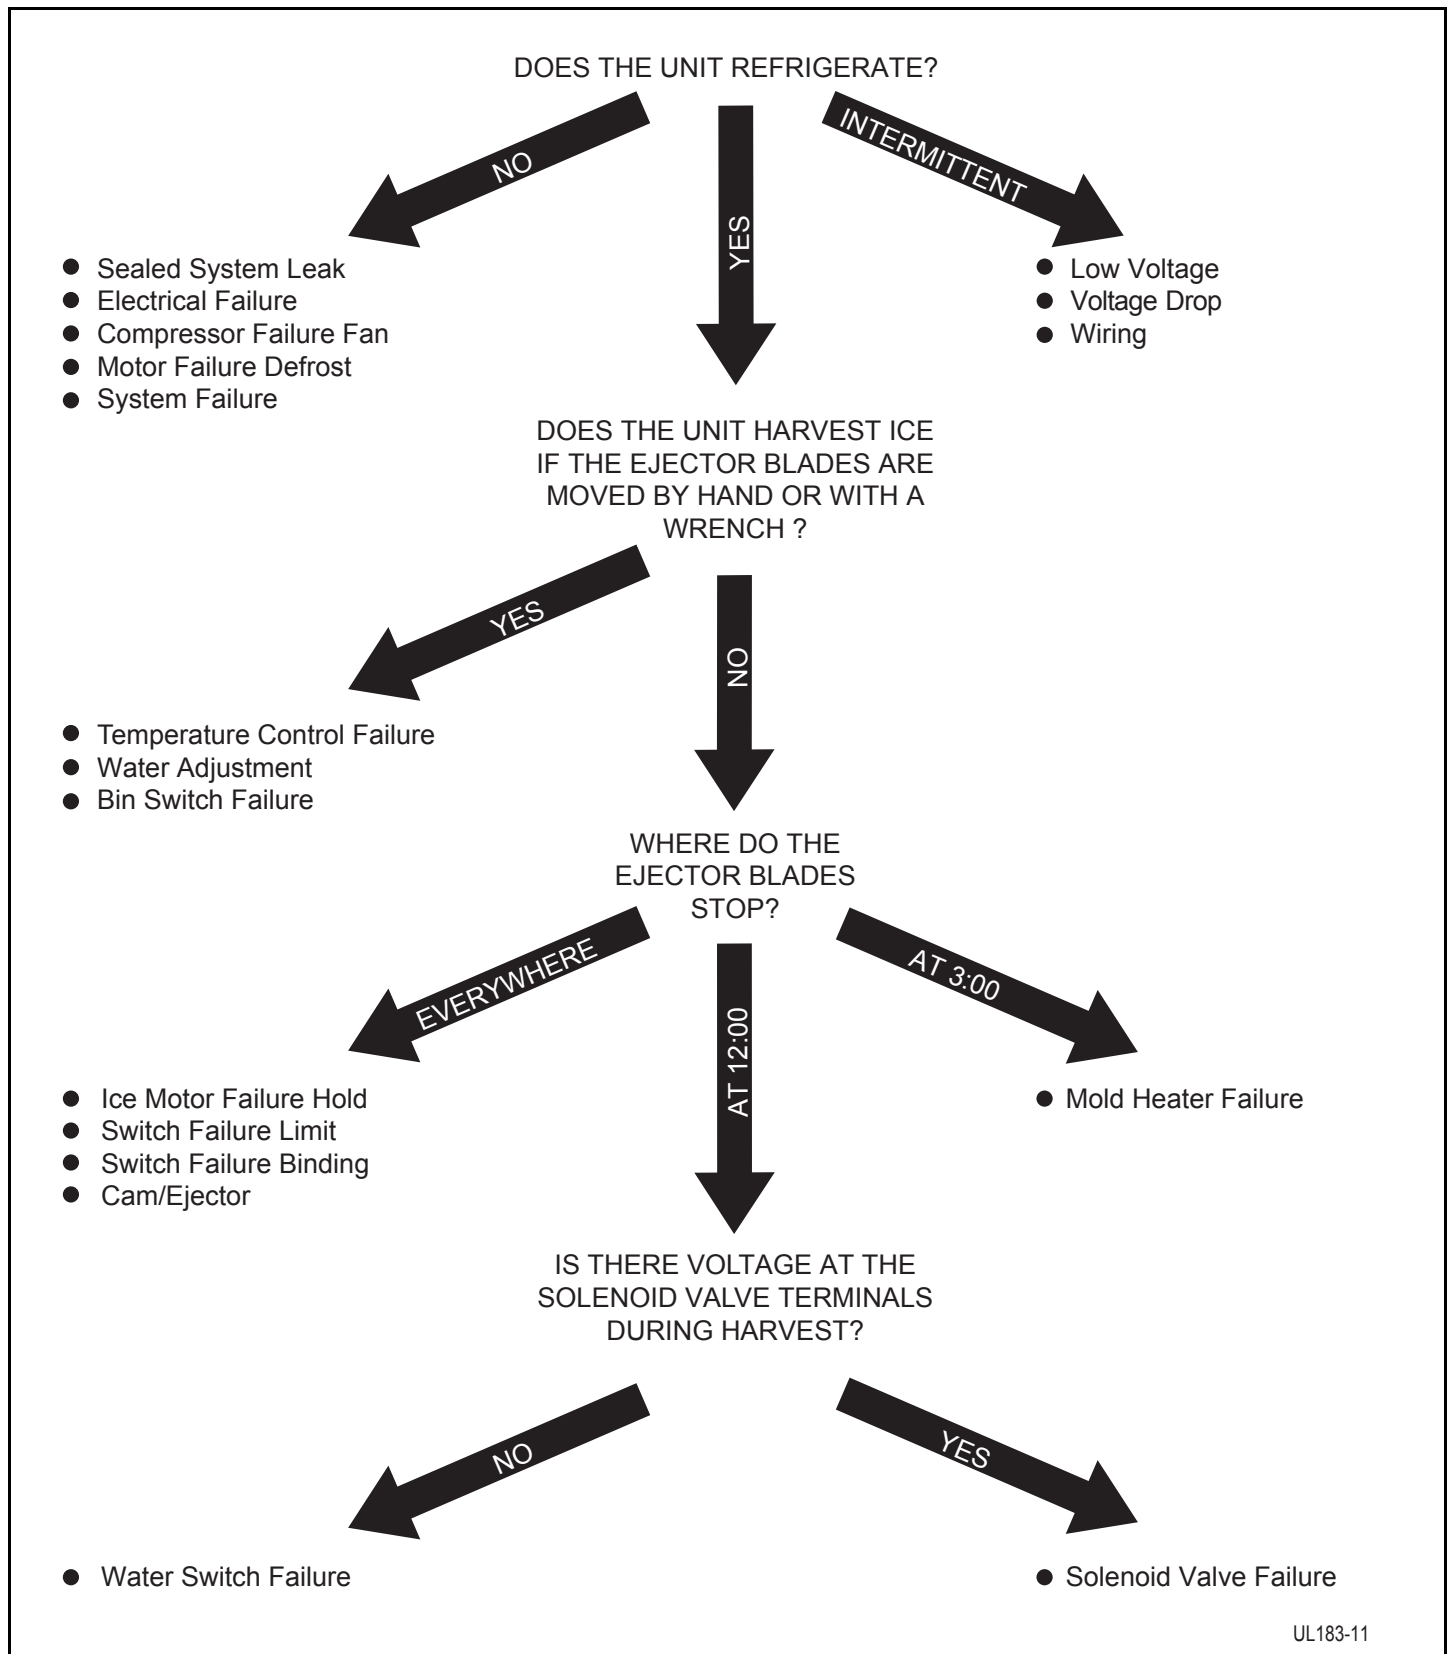 DOES THE UNIT REFRIGERATE?
NO
YES
INTERMITTENT
Sealed System Leak
Electrical Failure
Compressor Failure Fan
Motor Failure Defrost
System Failure
Low Voltage
Voltage Drop
Wiring
DOES THE UNIT HARVEST ICE
IF THE EJECTOR BLADES ARE
MOVED BY HAND OR WITH A
WRENCH ?
YES
NO
Temperature Control Failure
Water Adjustment
Bin Switch Failure
WHERE DO THE
EJECTOR BLADES
STOP?
EVERYWHERE
AT 12:00
AT 3:00
Ice Motor Failure Hold
Switch Failure Limit
Switch Failure Binding
Cam/Ejector
Mold Heater Failure
IS THERE VOLTAGE AT THE
SOLENOID VALVE TERMINALS
DURING HARVEST?
NO
YES
Water Switch Failure
Solenoid Valve Failure
UL183-11